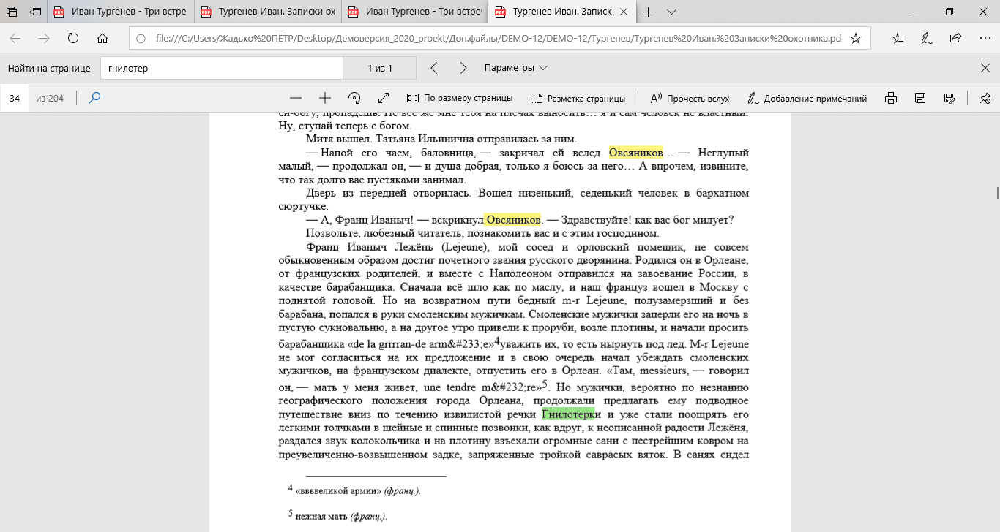 Иван Тургенев - Три встре
Тургенев Иван. Записки ох
Иван Тургенев - Три встре
Тургенев Иван. Записк
file:///C:/Users/Жадько%20ПЁТР/Desktop/Демоверсия_2020_proekt/Доп.файлы/DEMO-12/DEMO-12/Тургенев/Тургенев%20Иван.%20Записки%20охотника.pd
Найти на странице гнилотер 1 из 1 Параметры
34 из 204 По размеру страницы Разметка страницы Прочесть вслух Добавление примечаний
ей-богу, пропадешь. Не все же мне тебя на плечах выносить… я и сам человек не властный.
Ну, ступай теперь с богом.
Митя вышел. Татьяна Ильинична отправилась за ним.
— Напой его чаем, баловница, — закричал ей вслед Овсяников… — Неглупый
малый, — продолжал он, — и душа добрая, только я боюсь за него… А впрочем, извините,
что так долго вас пустяками занимал.
Дверь из передней отворилась. Вошел низенький, седенький человек в бархатном
сюртучке.
— А, Франц Иваныч! — вскрикнул Овсяников. — Здравствуйте! как вас бог милует?
Позвольте, любезный читатель, познакомить вас и с этим господином.
Франц Иваныч Лежёнь (Lejeune), мой сосед и орловский помещик, не совсем
обыкновенным образом достиг почетного звания русского дворянина. Родился он в Орлеане,
от французских родителей, и вместе с Наполеоном отправился на завоевание России, в
качестве барабанщика. Сначала всё шло как по маслу, и наш француз вошел в Москву с
поднятой головой. Но на возвратном пути бедный m-r Lejeune, полузамерзший и без
барабана, попался в руки смоленским мужичкам. Смоленские мужички заперли его на ночь в
пустую сукновальню, а на другое утро привели к проруби, возле плотины, и начали просить
барабанщика «de la grrrran-de arm&#233;e»4уважить их, то есть нырнуть под лед. M-r Lejeune
не мог согласиться на их предложение и в свою очередь начал убеждать смоленских
мужичков, на французском диалекте, отпустить его в Орлеан. «Там, messieurs, — говорил
он, — мать у меня живет, une tendre m&#232;re»5. Но мужички, вероятно по незнанию
географического положения города Орлеана, продолжали предлагать ему подводное
путешествие вниз по течению извилистой речки Гнилотерки и уже стали поощрять его
легкими толчками в шейные и спинные позвонки, как вдруг, к неописанной радости Лежёня,
раздался звук колокольчика и на плотину взъехали огромные сани с пестрейшим ковром на
преувеличенно-возвышенном задке, запряженные тройкой саврасых вяток. В санях сидел
4 «ввввеликой армии» (франц.).
5 нежная мать (франц.).